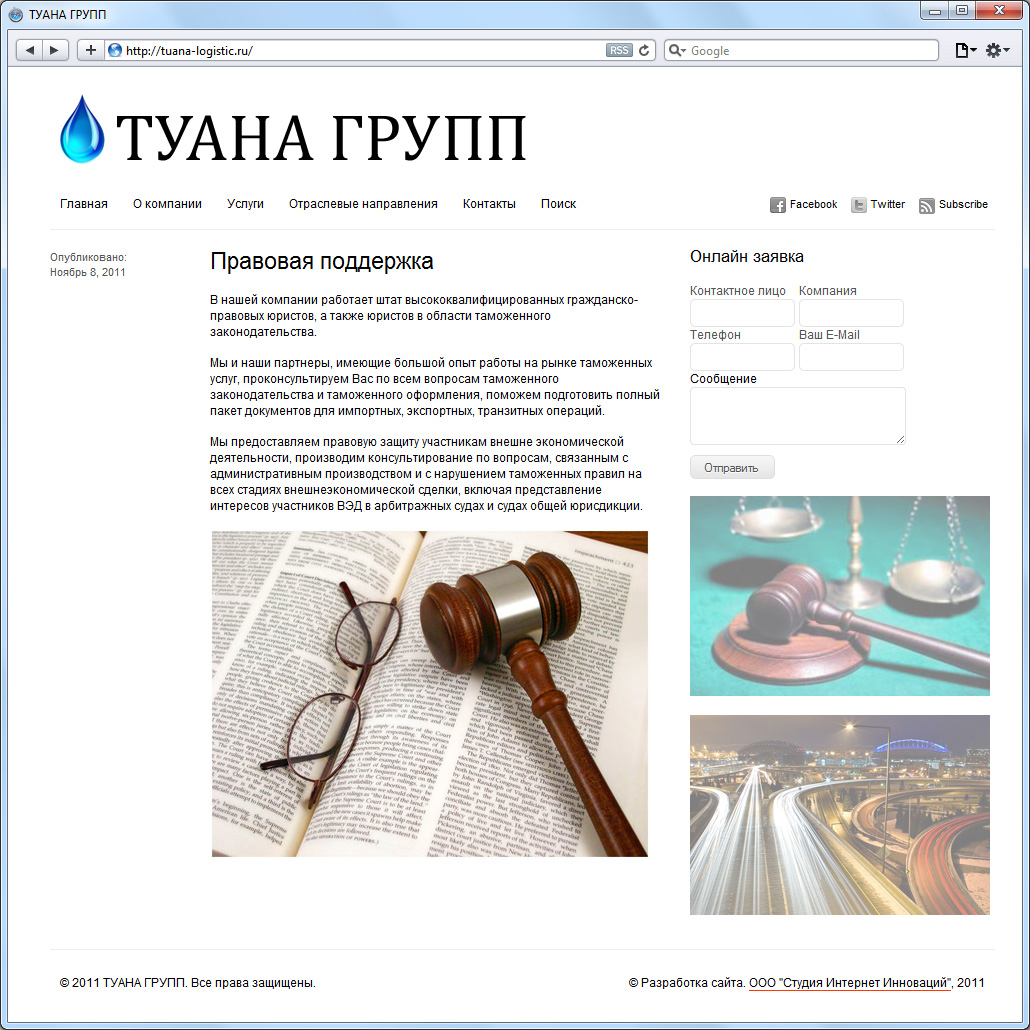 ТУАНА ГРУПП
http://tuana-logistic.ru/
RSS
Google
ТУАНА ГРУПП
Главная
О компании
Услуги
Отраслевые направления
Контакты
Поиск
Facebook
Twitter
Subscribe
Опубликовано:
Ноябрь 8, 2011
Правовая поддержка
В нашей компании работает штат высококвалифицированных гражданско-
правовых юристов, а также юристов в области таможенного
законодательства.
Мы и наши партнеры, имеющие большой опыт работы на рынке таможенных
услуг, проконсультируем Вас по всем вопросам таможенного
законодательства и таможенного оформления, поможем подготовить полный
пакет документов для импортных, экспортных, транзитных операций.
Мы предоставляем правовую защиту участникам внешне экономической
деятельности, производим консультирование по вопросам, связанным с
административным производством и с нарушением таможенных правил на
всех стадиях внешнеэкономической сделки, включая представление
интересов участников ВЭД в арбитражных судах и судах общей юрисдикции.
Онлайн заявка
Контактное лицо
Компания
Телефон
Ваш E-Mail
Сообщение
Отправить
© 2011 ТУАНА ГРУПП. Все права защищены.
© Разработка сайта. ООО "Студия Интернет Инноваций", 2011